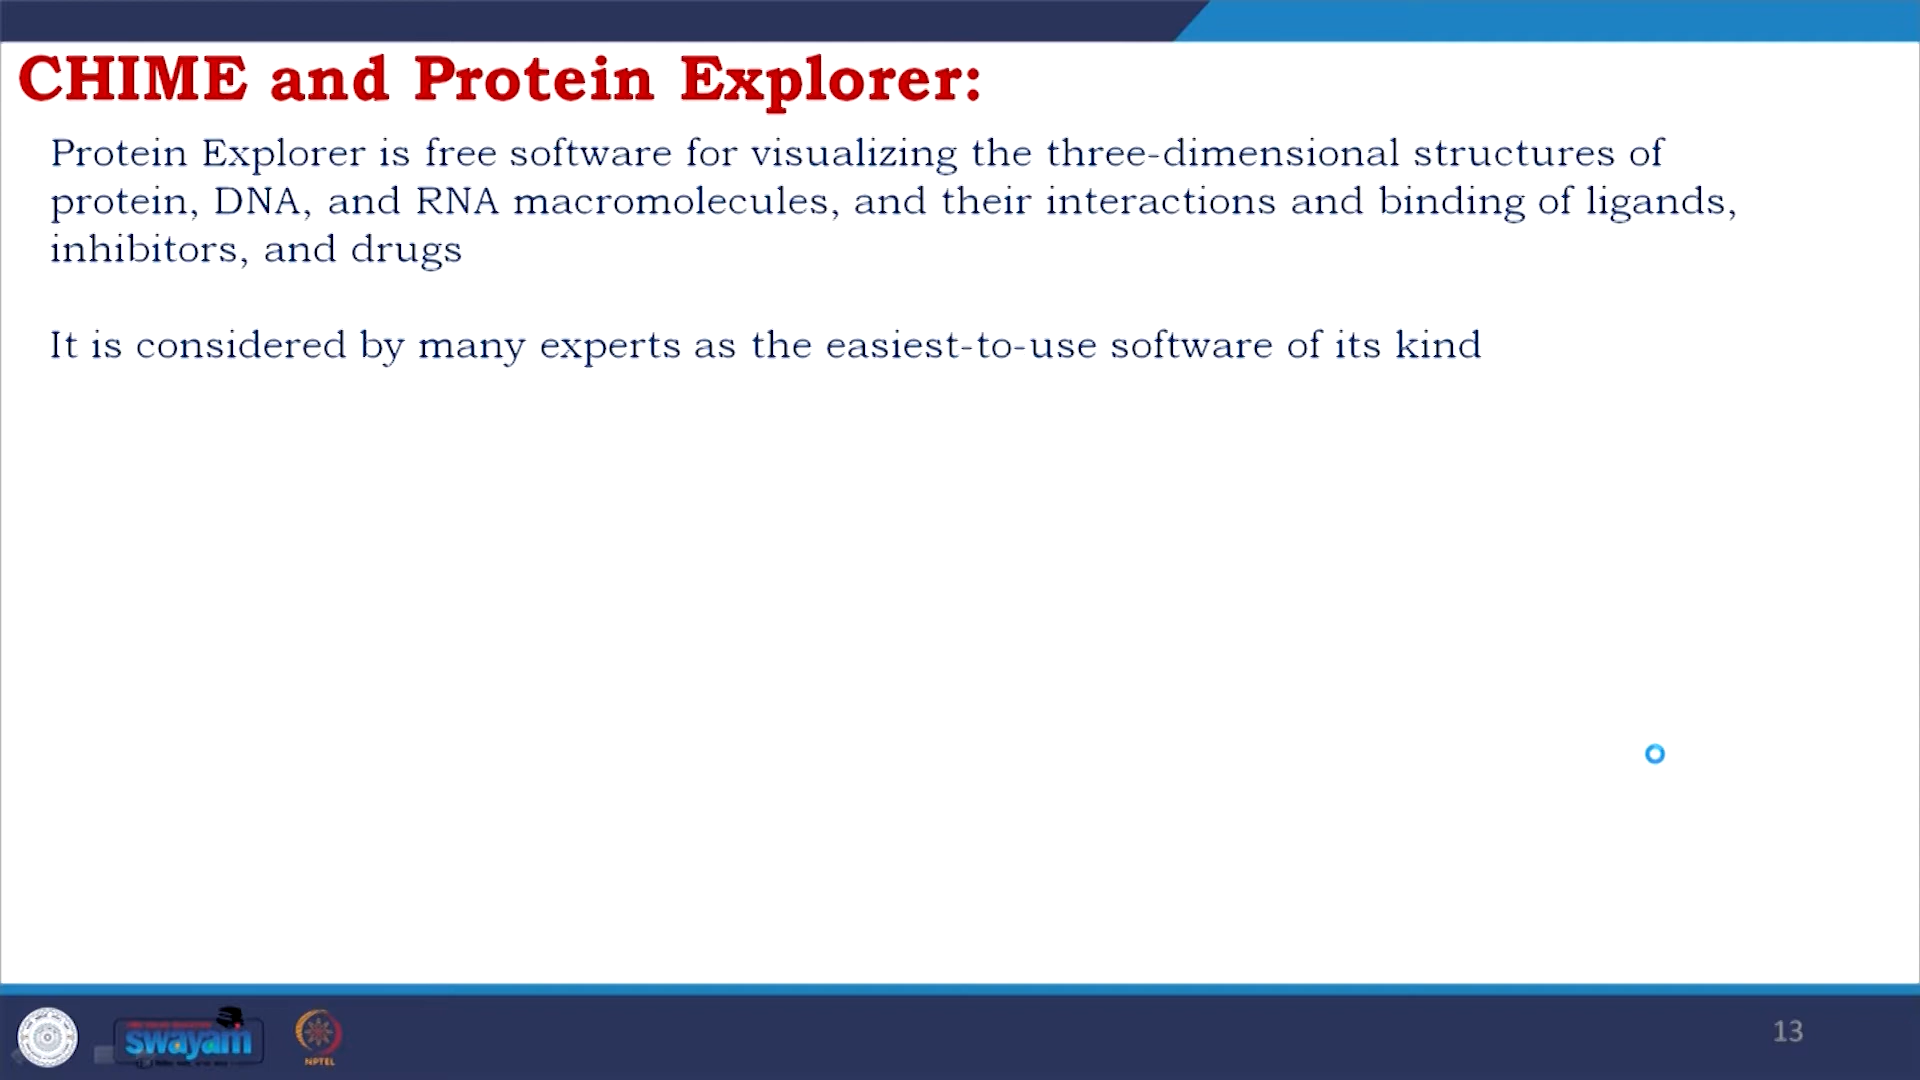 CHIME and Protein Explorer:
Protein Explorer is free software for visualizing the three-dimensional structures of
protein, DNA, and RNA macromolecules, and their interactions and binding of ligands,
inhibitors, and drugs
It is considered by many experts as the easiest-to-use software of its kind
swayam
NPTEL
13